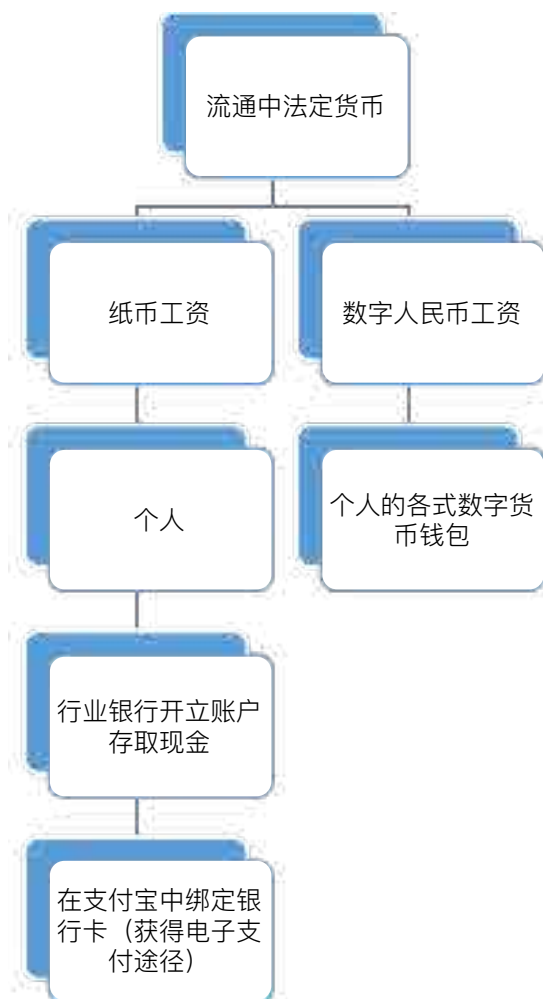 流通中法定货币
纸币工资
数字人民币工资
个人
个人的各式数字货
币钱包
行业银行开立账户
存取现金
在支付宝中绑定银
行卡（获得电子支
付途径）